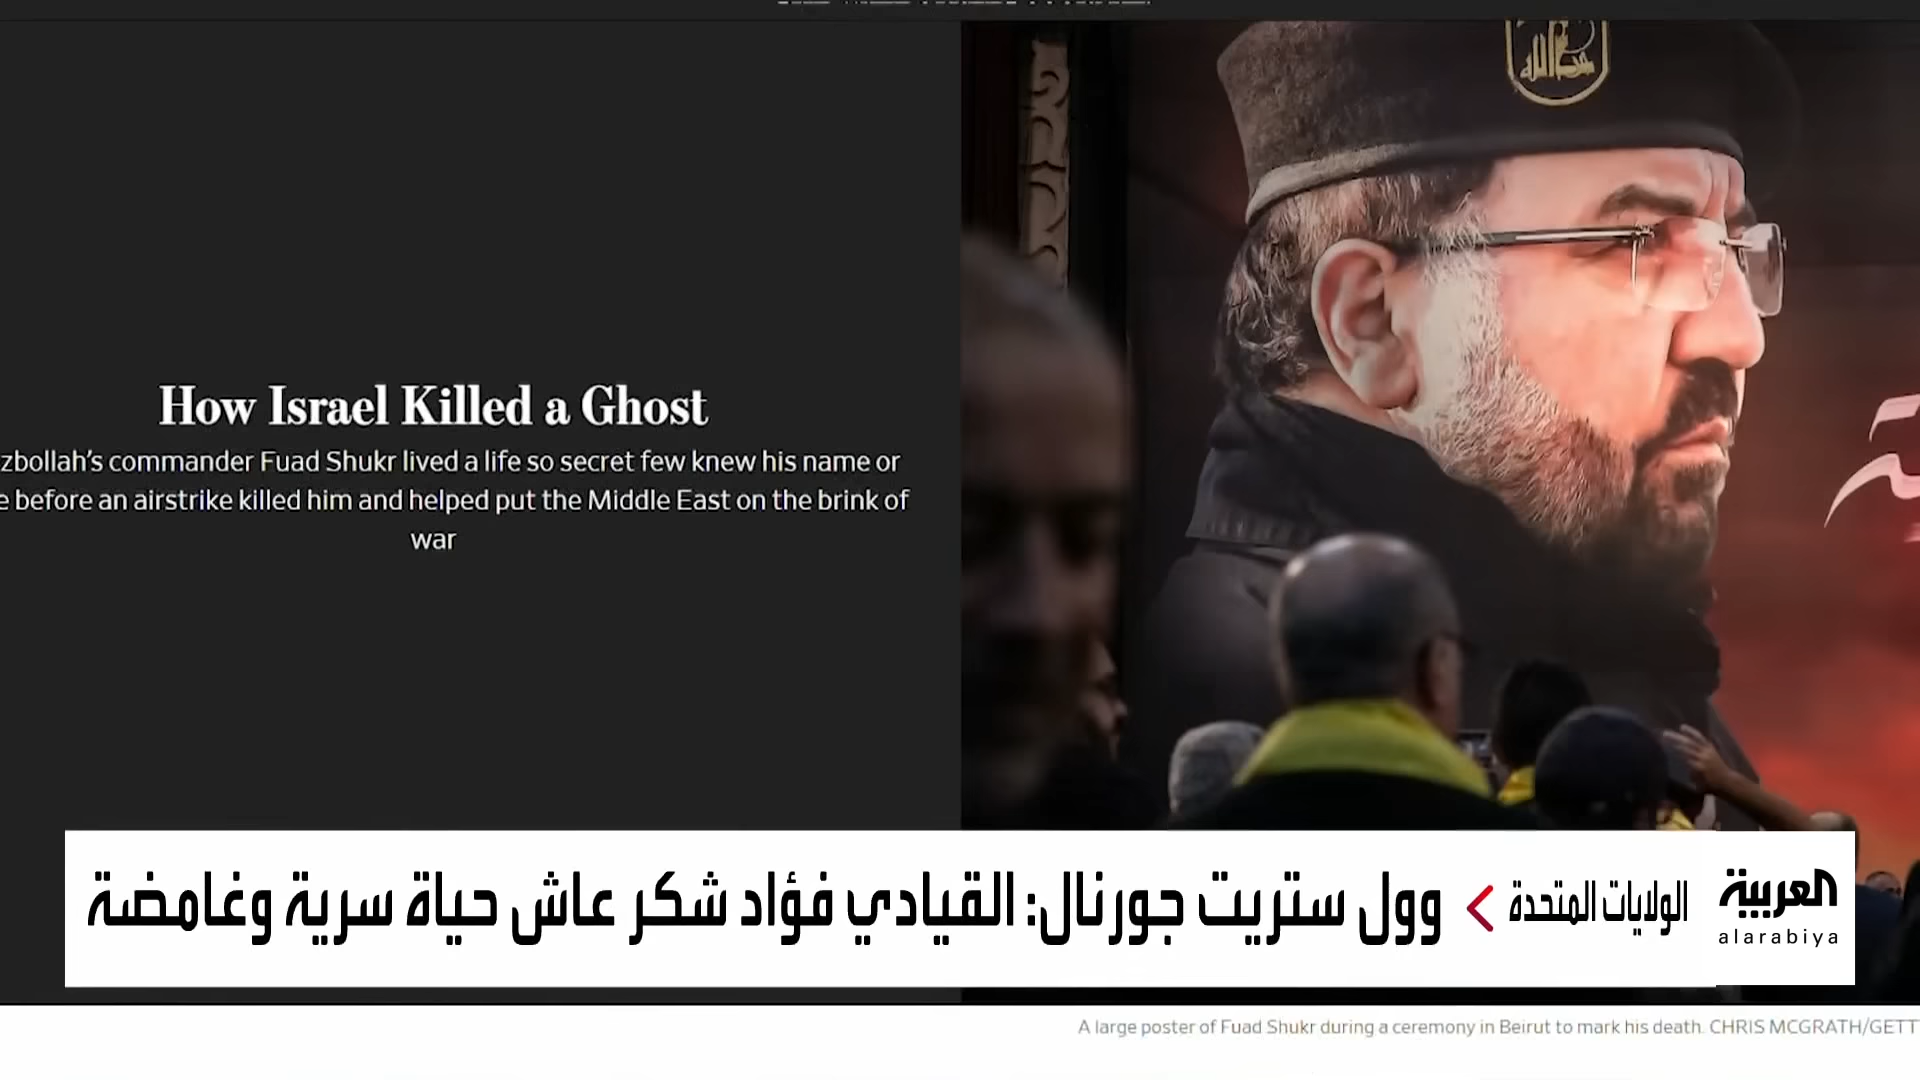 How Israel Killed a Ghost
zbollah's commander Fuad Shukr lived a life so secret few knew his name or
e before an airstrike killed him and helped put the Middle East on the brink of
war
العربية
alarabiya
الولايات المتحدة
وول ستريت جورنال: القيادي فؤاد شكر عاش حياة سرية وغامضة
A large poster of Fuad Shukr during a ceremony in Beirut to mark his death. CHRIS MCGRATH/GETT